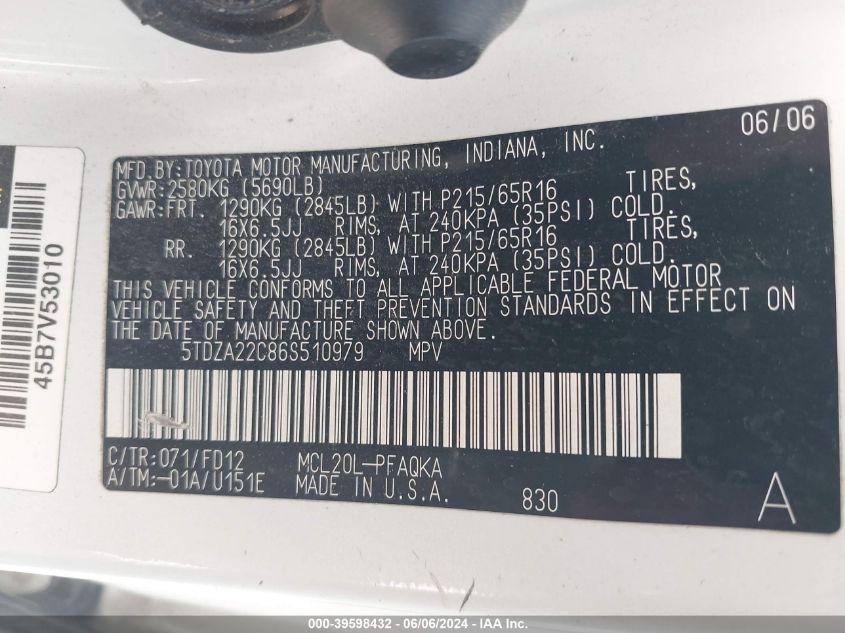 06/06
MFD.BY:TOYOTA MOTOR MANUFACTURING, INDIANA, INC.
GVWR:2580KG (5690LB)
GAWR:FRT. 1290KG (2845LB) WITH P215/65R16 TIRES,
16X6.5JJ RIMS, AT 240KPA (35PSI) COLD.
RR. 1290KG (2845LB) WITH P215/65R16 TIRES,
16X6.5JJ RIMS, AT 240KPA (35PSI) COLD.
THIS VEHICLE CONFORMS TO ALL APPLICABLE FEDERAL MOTOR
VEHICLE SAFETY AND THEFT PREVENTION STANDARDS IN EFFECT ON
THE DATE OF MANUFACTURE SHOWN ABOVE.
5TDZA22C86S510979 MPV
C/TR:071/FD12 MCL20L-PFAQKA
A/TM:-01A/U151E MADE IN U.S.A.
830 A
45B7V53010
000-39598432 - 06/06/2024 - IAA Inc.